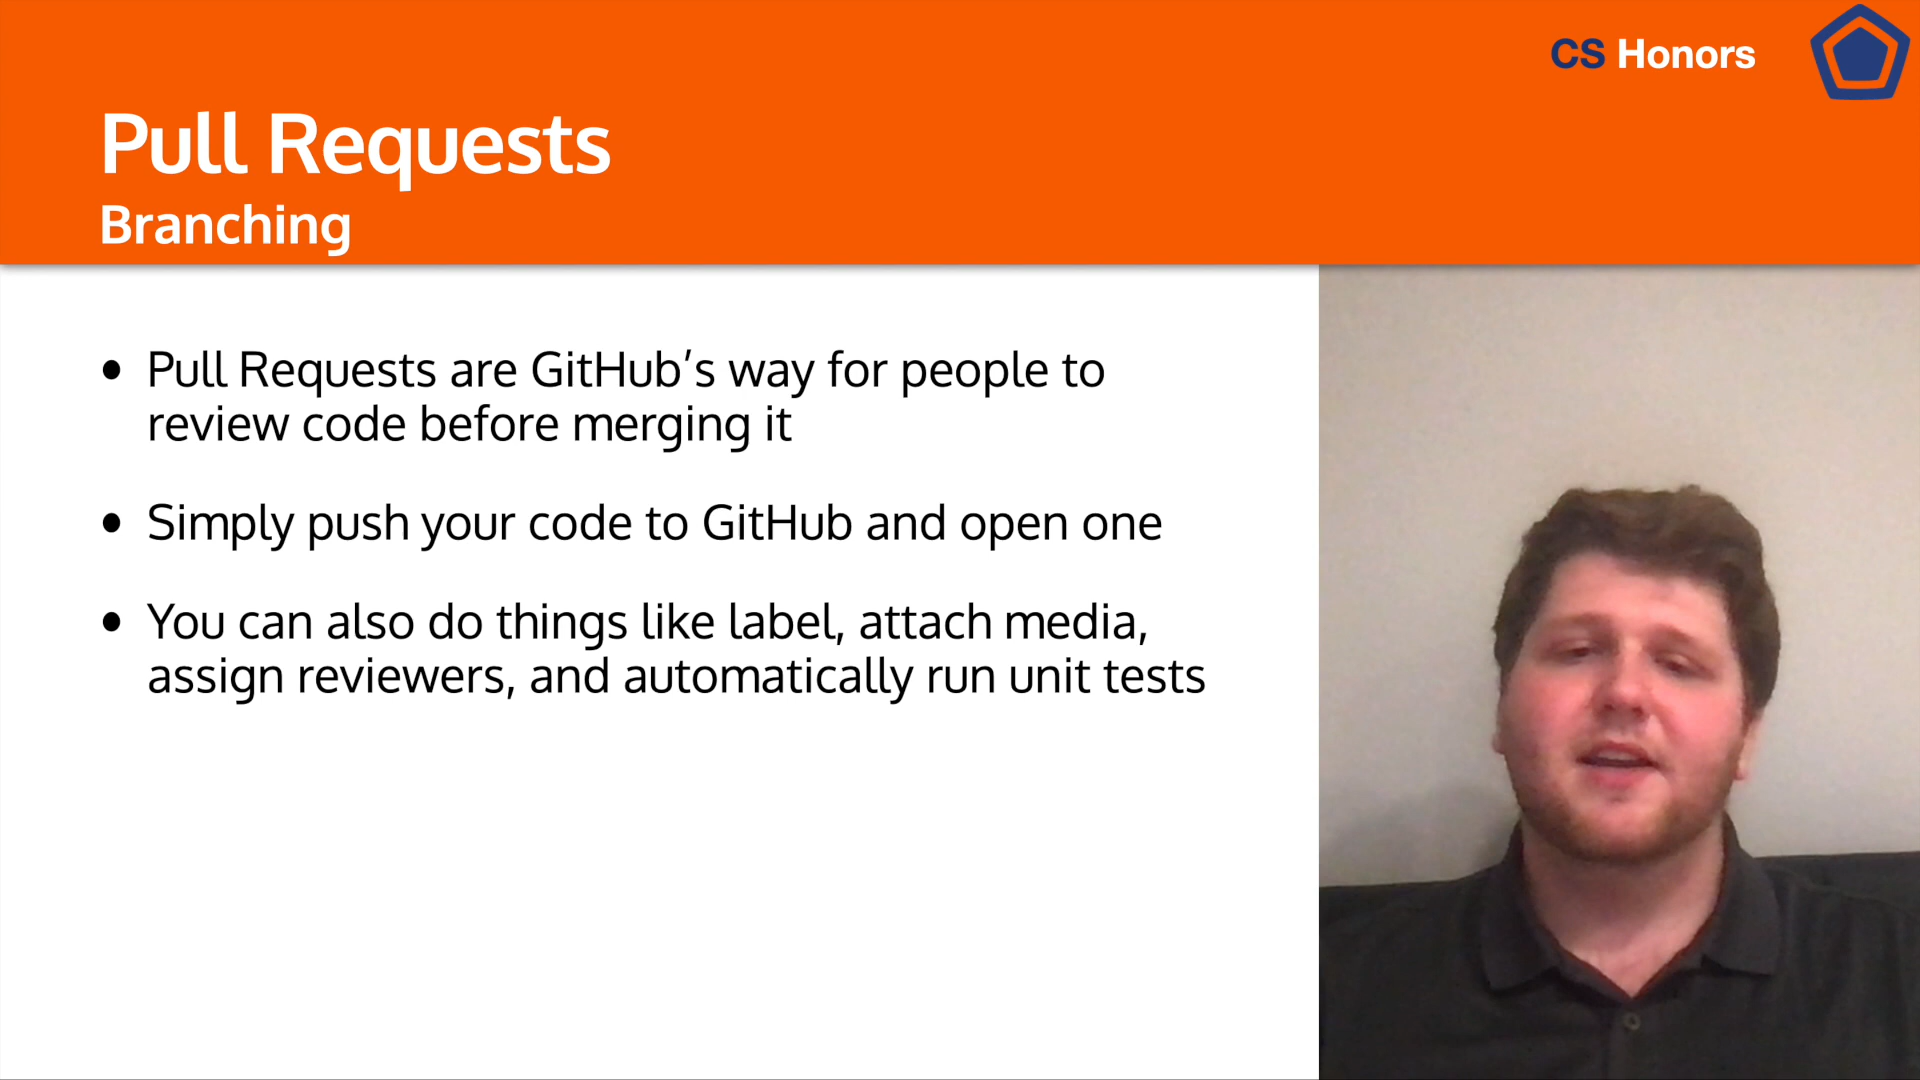 CS Honors
Pull Requests
Branching
• Pull Requests are GitHub’s way for people to
review code before merging it
• Simply push your code to GitHub and open one
• You can also do things like label, attach media,
assign reviewers, and automatically run unit tests